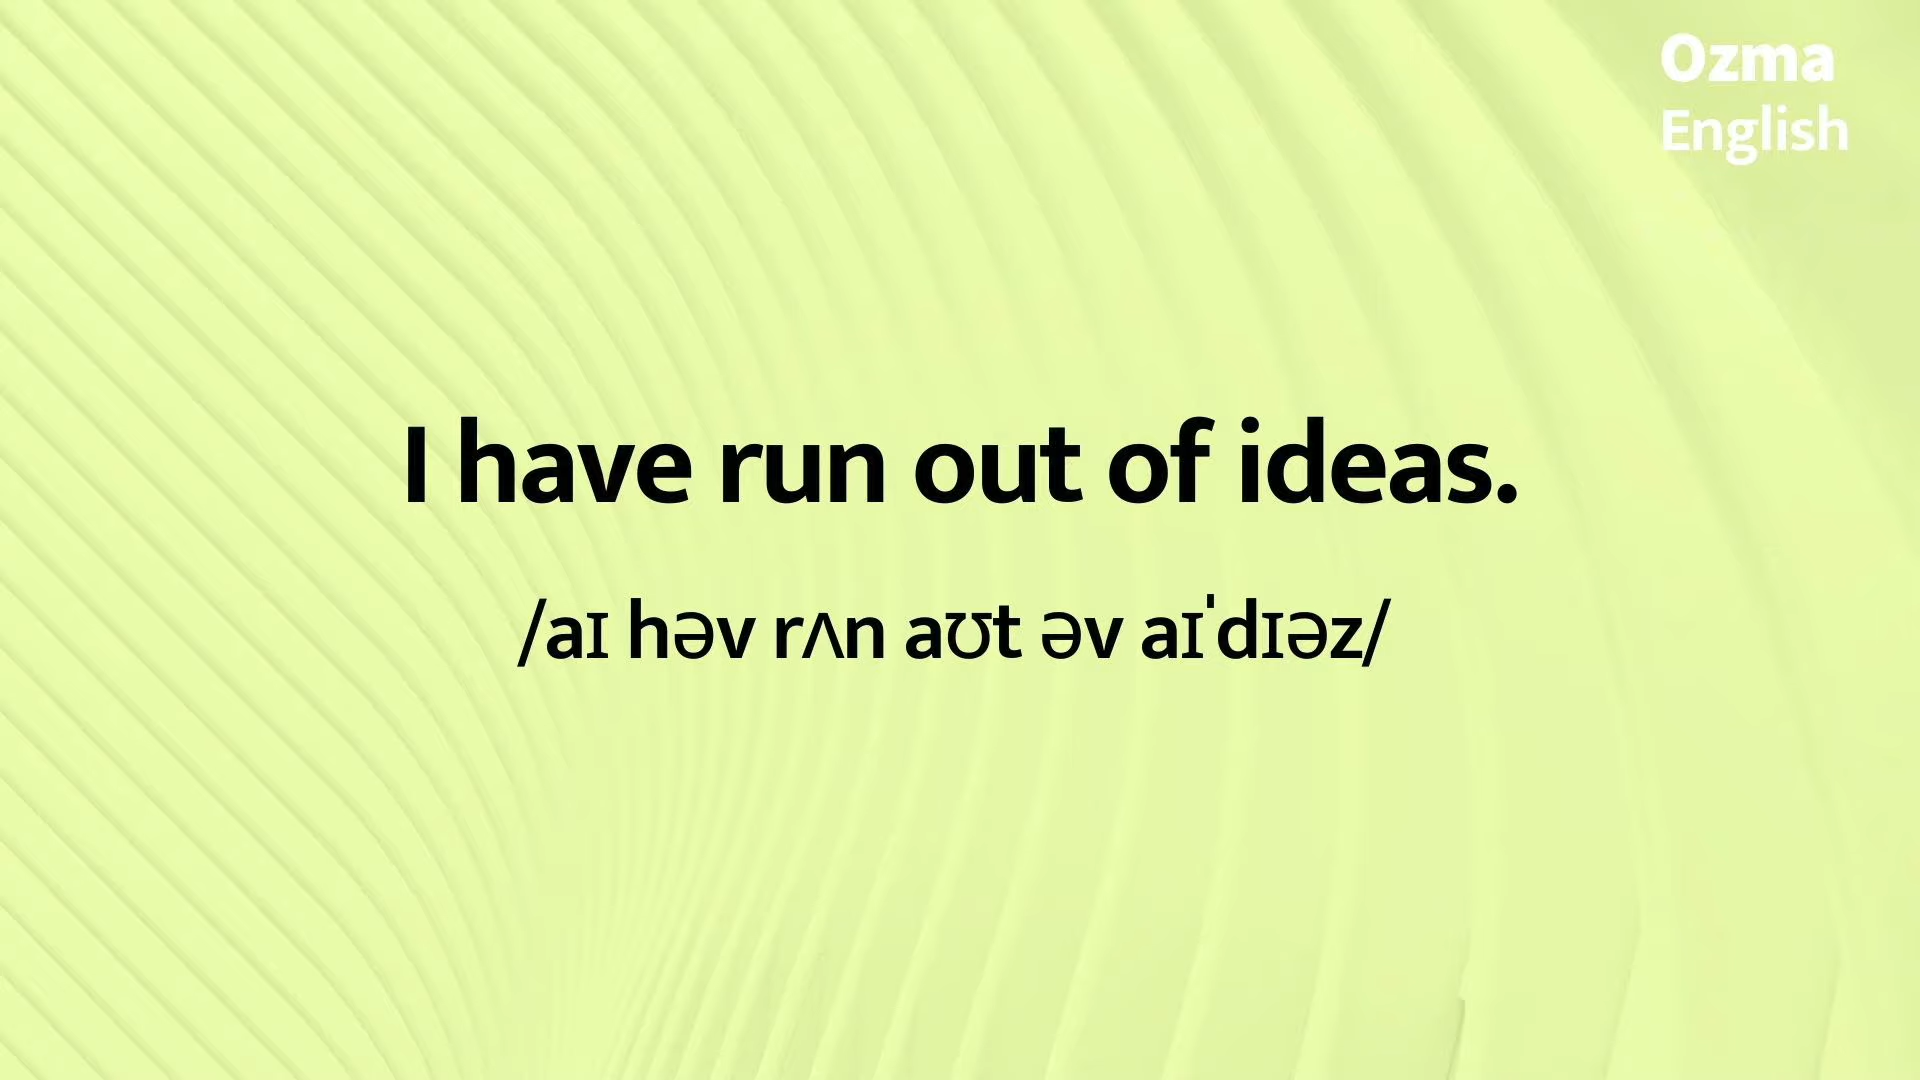 Ozma
English
I have run out of ideas.
/aɪ həv rʌn aʊt əv aɪˈdɪəz/